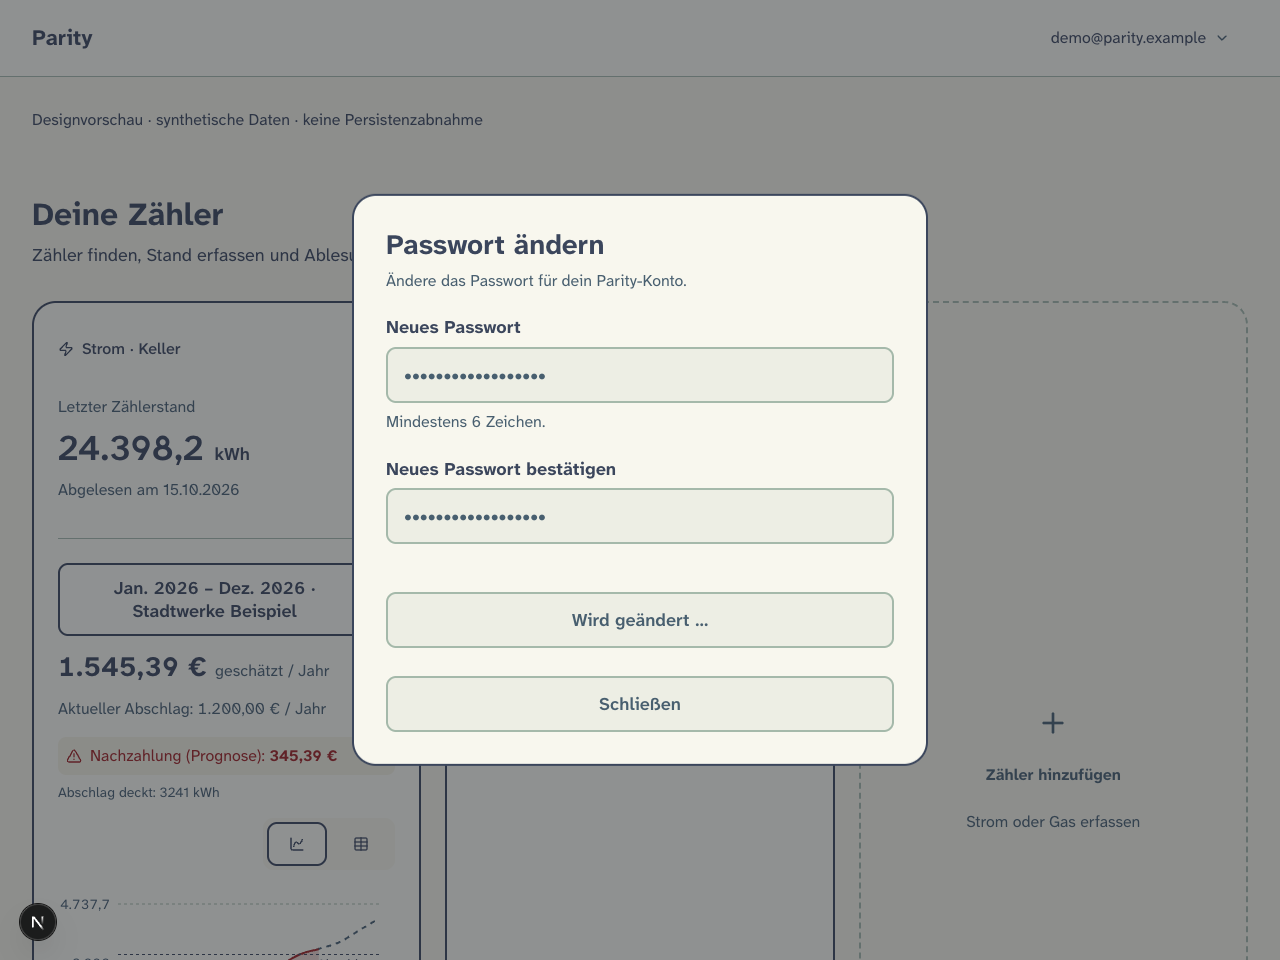 Parity
demo@parity.example
Designvorschau · synthetische Daten · keine Persistenzabnahme
Deine Zähler
Zähler finden, Stand erfassen und
Strom · Keller
Letzter Zählerstand
24.398,2 kWh
Abgelesen am 15.10.2026
Jan. 2026 – Dez. 2026 ·
Stadtwerke Beispiel
1.545,39 € geschätzt / Jahr
Aktueller Abschlag: 1.200,00 € / Jahr
Nachzahlung (Prognose): 345,39 €
Abschlag deckt: 3241 kWh
4.737,7
Passwort ändern
Ändere das Passwort für dein Parity-Konto.
Neues Passwort
••••••••••••••••••
Mindestens 6 Zeichen.
Neues Passwort bestätigen
••••••••••••••••••
Wird geändert ...
Schließen
Zähler hinzufügen
Strom oder Gas erfassen
N